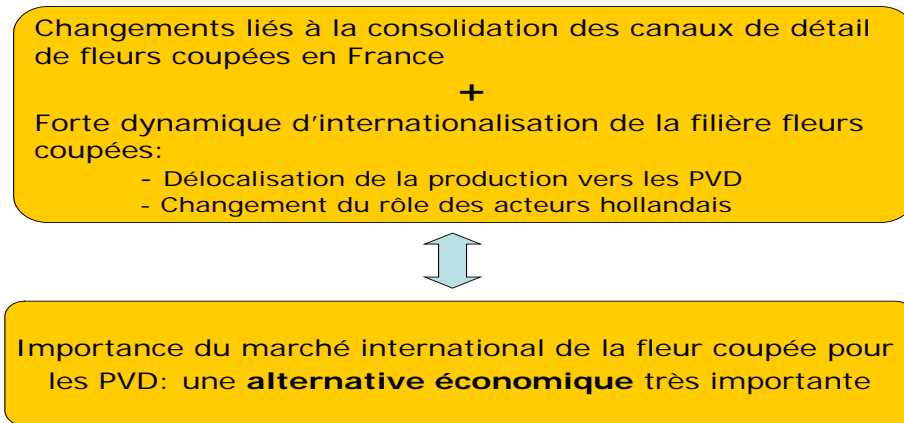 Changements liés à la consolidation des canaux de détail
de fleurs coupées en France
+
Forte dynamique d'internationalisation de la filière fleurs
coupées:
- Délocalisation de la production vers les PVD
- Changement du rôle des acteurs hollandais
Importance du marché international de la fleur coupée pour
les PVD: une alternative économique très importante